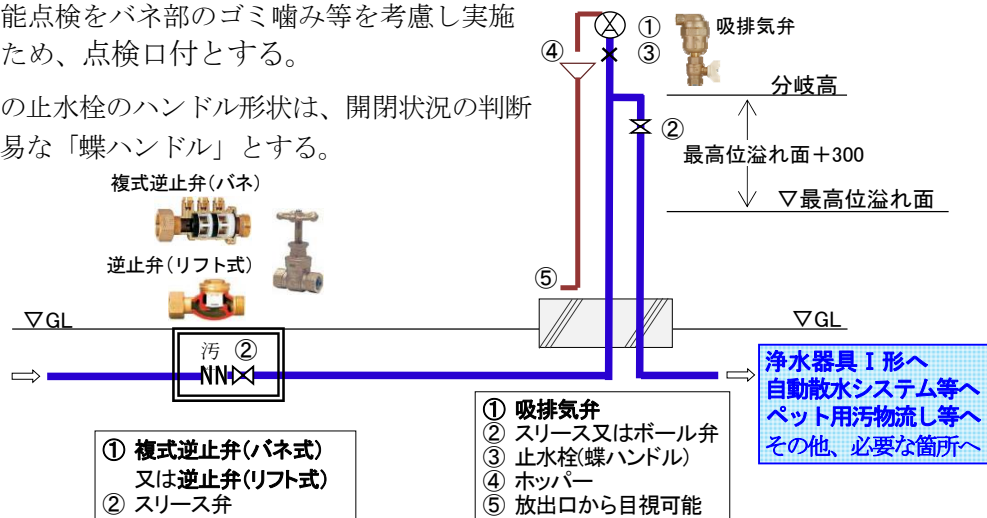 能点検をバネ部のゴミ噛み等を考慮し実施
ため、点検口付とする。
の止水栓のハンドル形状は、開閉状況の判断
易な「蝶ハンドル」とする。
複式逆止弁(バネ)
逆止弁(リフト式)
①
③
④
吸排気弁
分岐高
②
最高位溢れ面+300
▽最高位溢れ面
⑤
▽GL
▽GL
汚 ②
NN
浄水器具Ⅰ形へ
自動散水システム等へ
ペット用汚物流し等へ
その他、必要な箇所へ
① 複式逆止弁(バネ式)
又は逆止弁(リフト式)
② スリース弁
① 吸排気弁
② スリース又はボール弁
③ 止水栓(蝶ハンドル)
④ ホッパー
⑤ 放出口から目視可能